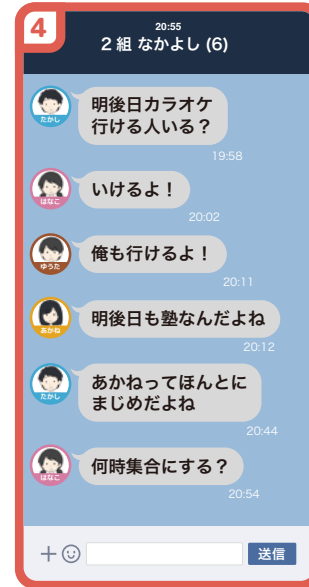 4
20:55
2組 なかよし (6)
たかし
明後日カラオケ
行ける人いる？
19:58
はなこ
いけるよ！
20:02
ゆうた
俺も行けるよ！
20:11
あかね
明後日も塾なんだよね
20:12
たかし
あかねってほんとに
まじめだよね
20:44
はなこ
何時集合にする？
20:54
送信